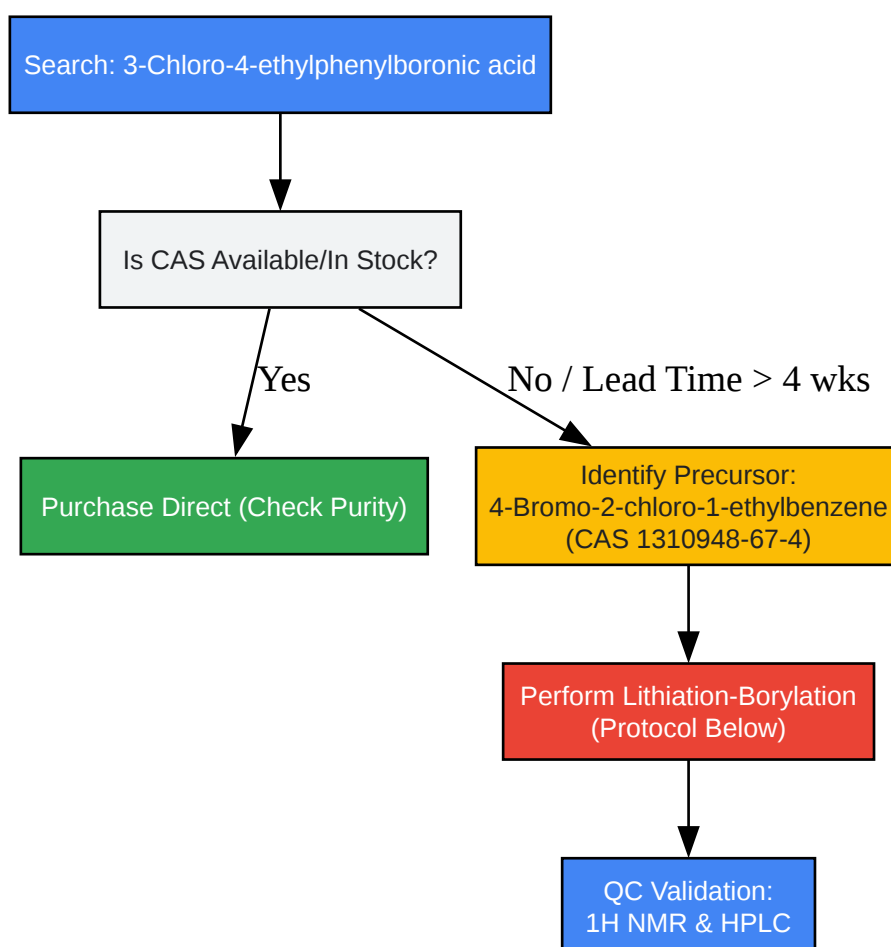 Search: 3-Chloro-4-ethylphenylboronic acid
Is CAS Available/In Stock?
Yes
No / Lead Time > 4 wks
Purchase Direct (Check Purity)
Identify Precursor:
4-Bromo-2-chloro-1-ethylbenzene
(CAS 1310948-67-4)
Perform Lithiation-Borylation
(Protocol Below)
QC Validation:
1H NMR & HPLC